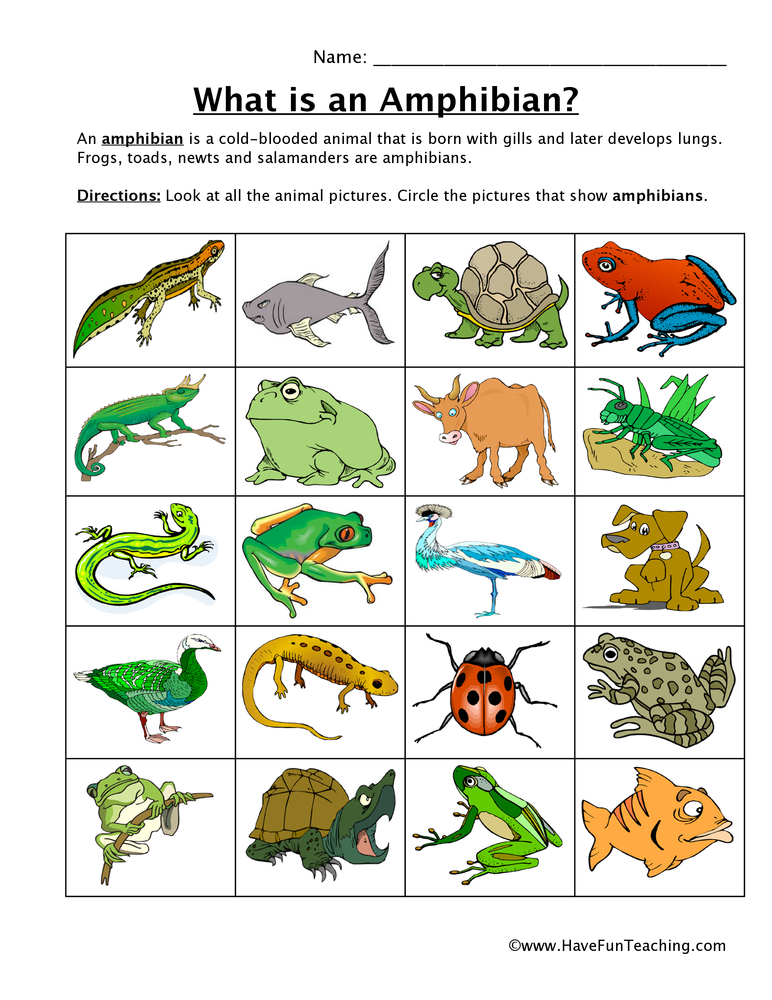 Name: ___________________________________
What is an Amphibian?
An amphibian is a cold-blooded animal that is born with gills and later develops lungs.
Frogs, toads, newts and salamanders are amphibians.
Directions: Look at all the animal pictures. Circle the pictures that show amphibians.
©www.HaveFunTeaching.com